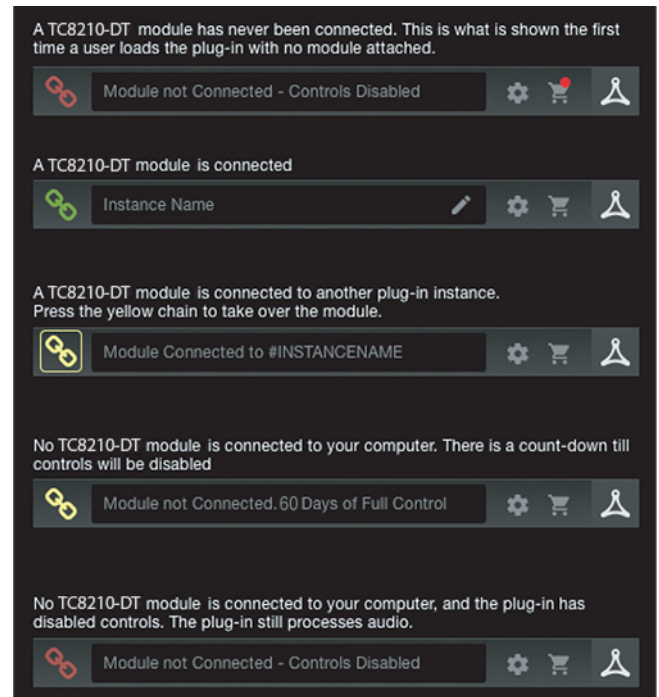 A TC8210-DT module has never been connected. This is what is shown the first
time a user loads the plug-in with no module attached.
Module not Connected - Controls Disabled
A TC8210-DT module is connected
Instance Name
A TC8210-DT module is connected to another plug-in instance.
Press the yellow chain to take over the module.
Module Connected to #INSTANCENAME
No TC8210-DT module is connected to your computer. There is a count-down till
controls will be disabled
Module not Connected. 60 Days of Full Control
No TC8210-DT module is connected to your computer, and the plug-in has
disabled controls. The plug-in still processes audio.
Module not Connected - Controls Disabled